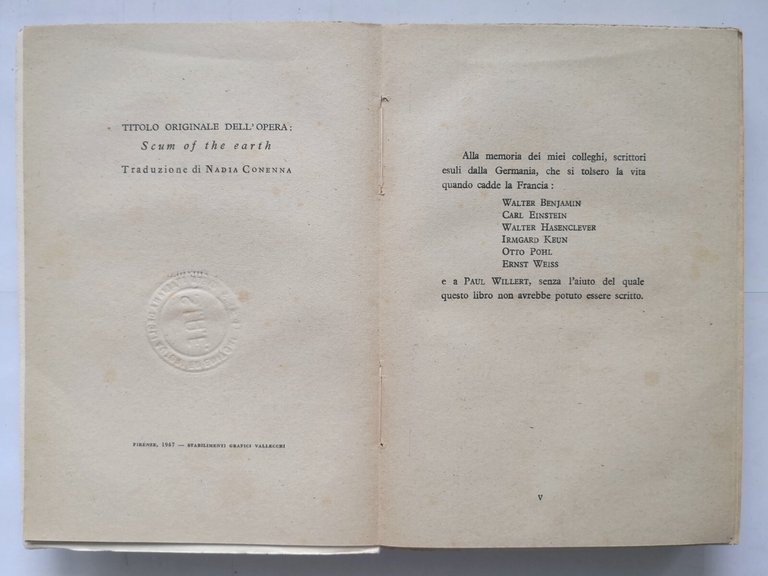 TITOLO ORIGINALE DELL'OPERA:
Scum of the earth
Traduzione di NADIA CONENNA
FIRENZE, 1947 — STABILIMENTI GRAFICI VALLECCHI
Alla memoria dei miei colleghi, scrittori
esuli dalla Germania, che si tolsero la vita
quando cadde la Francia:
WALTER BENJAMIN
CARL EINSTEIN
WALTER HASENCLEVER
IRMGARD KEUN
OTTO POHL
ERNST WEISS
e a PAUL WILLERT, senza l'aiuto del quale
questo libro non avrebbe potuto essere scritto.
V